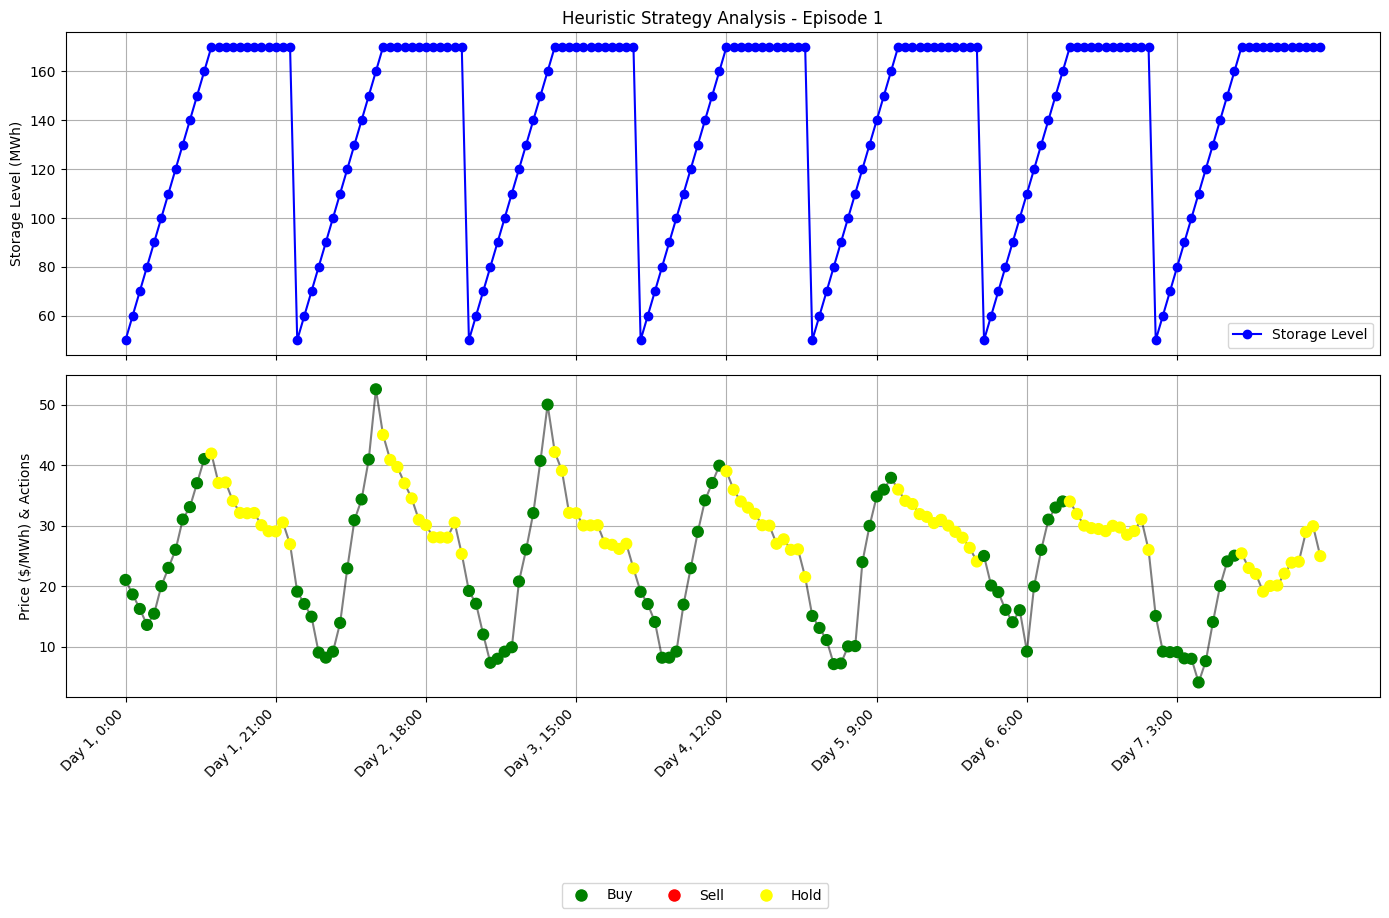 Heuristic Strategy Analysis - Episode 1
Storage Level (MWh)
160
140
120
100
80
60
Storage Level
Price ($/MWh) & Actions
50
40
30
20
10
Day 1, 0:00
Day 1, 21:00
Day 2, 18:00
Day 3, 15:00
Day 4, 12:00
Day 5, 9:00
Day 6, 6:00
Day 7, 3:00
Buy
Sell
Hold